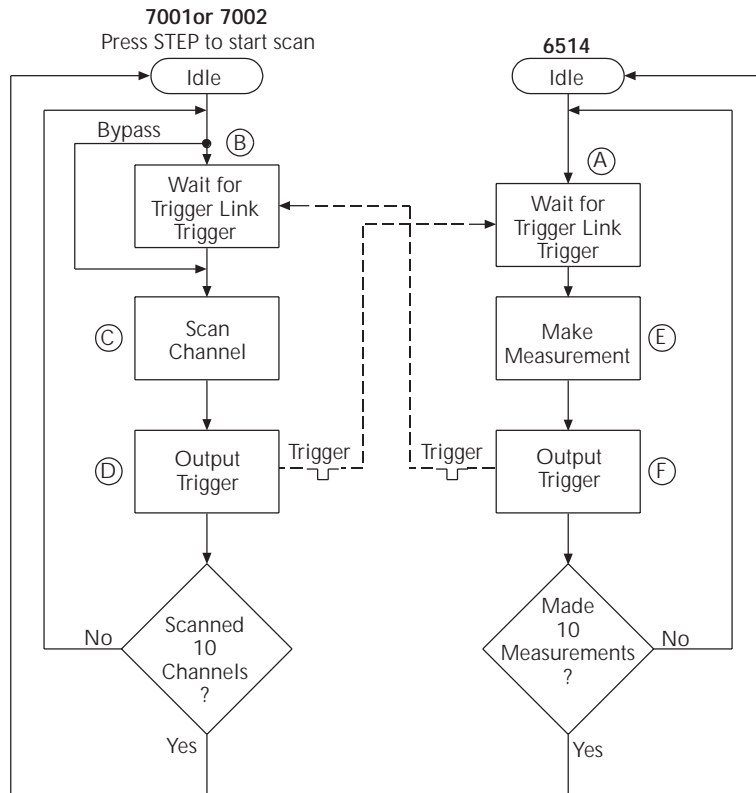 7001or 7002
Press STEP to start scan
Idle
Bypass
B
Wait for
Trigger Link
Trigger
C
Scan
Channel
D
Output
Trigger
Trigger
No
Scanned
10
Channels
?
Yes
6514
Idle
A
Wait for
Trigger Link
Trigger
Make
Measurement
E
Trigger
Output
Trigger
F
Made
10
Measurements
?
No
Yes